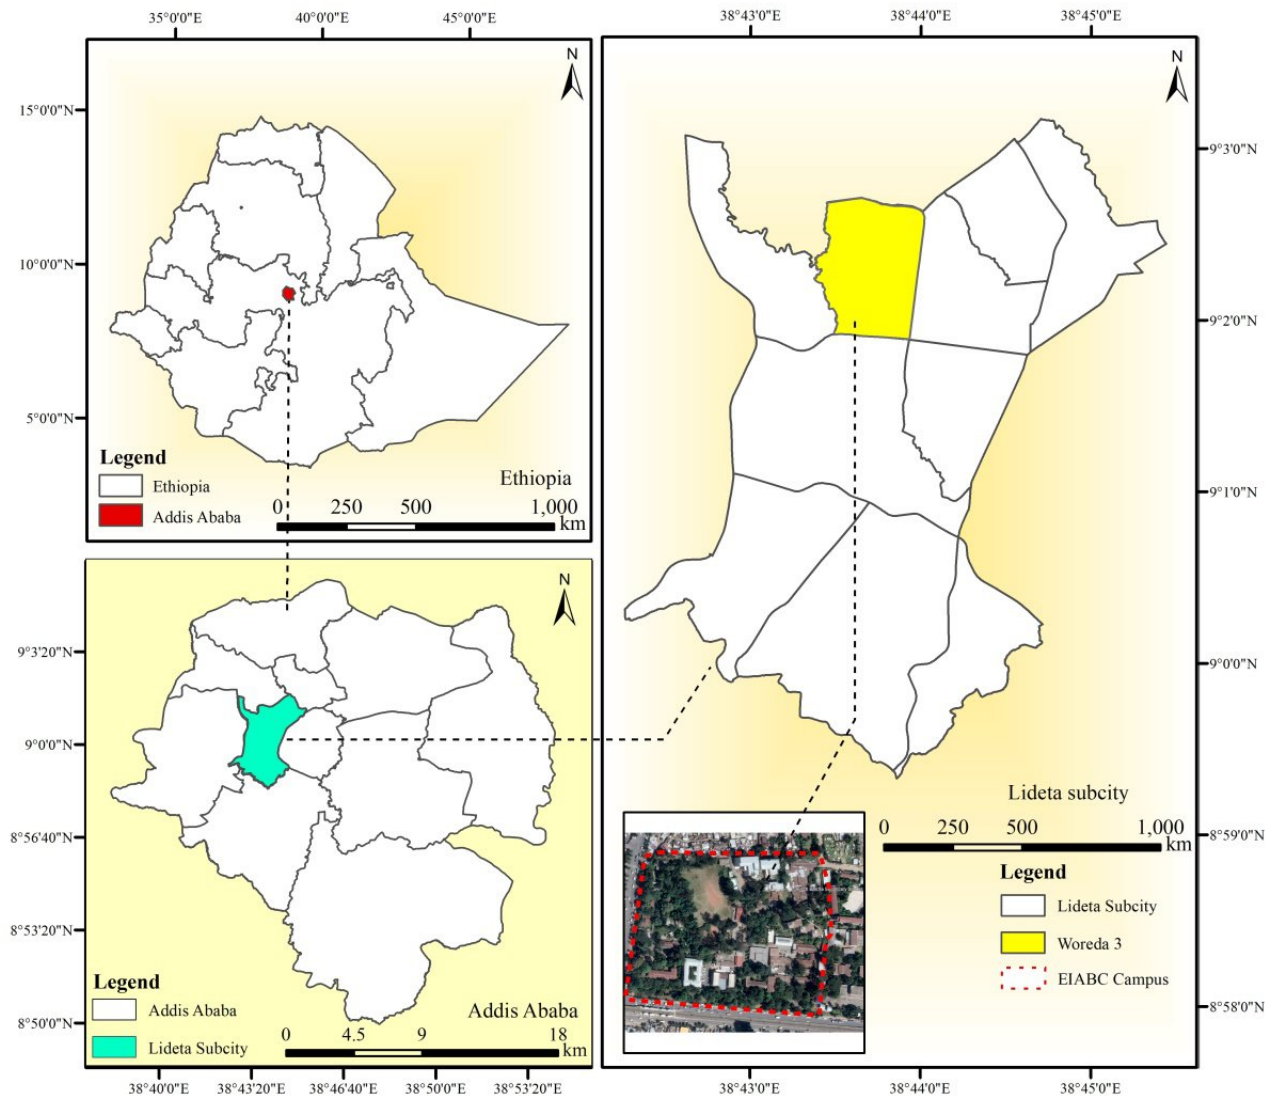 35°0'0"E 40°0'0"E 45°0'0"E
N
15°0'0"N
10°0'0"N
5°0'0"N
Legend
Ethiopia
Addis Ababa
Ethiopia
0 250 500 1,000
km
N
9°3'20"N
9°0'0"N
8°56'40"N
8°53'20"N
8°50'0"N
Legend
Addis Ababa
Lideta Subcity
Addis Ababa
0 4.5 9 18
km
38°40'0"E 38°43'20"E 38°46'40"E 38°50'0"E 38°53'20"E
38°43'0"E 38°44'0"E 38°45'0"E
N
9°3'0"N
9°2'0"N
9°1'0"N
9°0'0"N
8°59'0"N
8°58'0"N
Lideta subcity
0 250 500 1,000
km
Legend
Lideta Subcity
Woreda 3
EIABC Campus
38°43'0"E 38°44'0"E 38°45'0"E